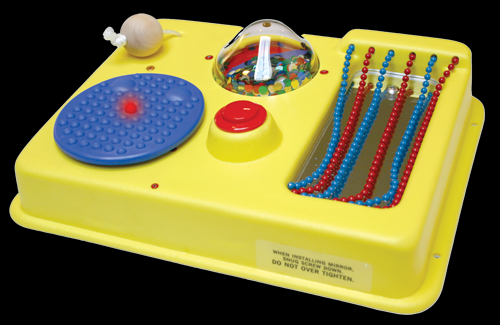 WHEN INSTALLING MIRROR,
SNUG SCREW DOWN.
DO NOT OVER TIGHTEN.